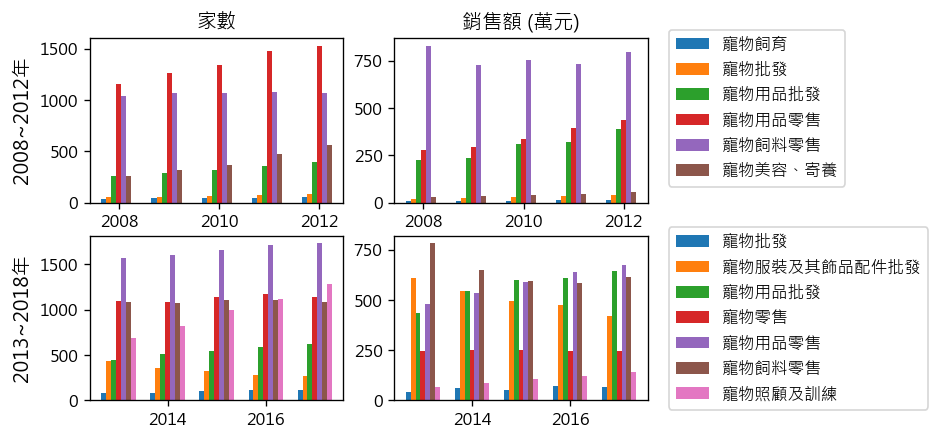 家數
銷售額 (萬元)
2008~2012年
1500
1000
500
0
2008
2010
2012
750
500
250
0
2008
2010
2012
寵物飼育
寵物批發
寵物用品批發
寵物用品零售
寵物飼料零售
寵物美容、寄養
2013~2018年
1500
1000
500
0
2014
2016
750
500
250
0
2014
2016
寵物批發
寵物服裝及其飾品配件批發
寵物用品批發
寵物零售
寵物用品零售
寵物飼料零售
寵物照顧及訓練